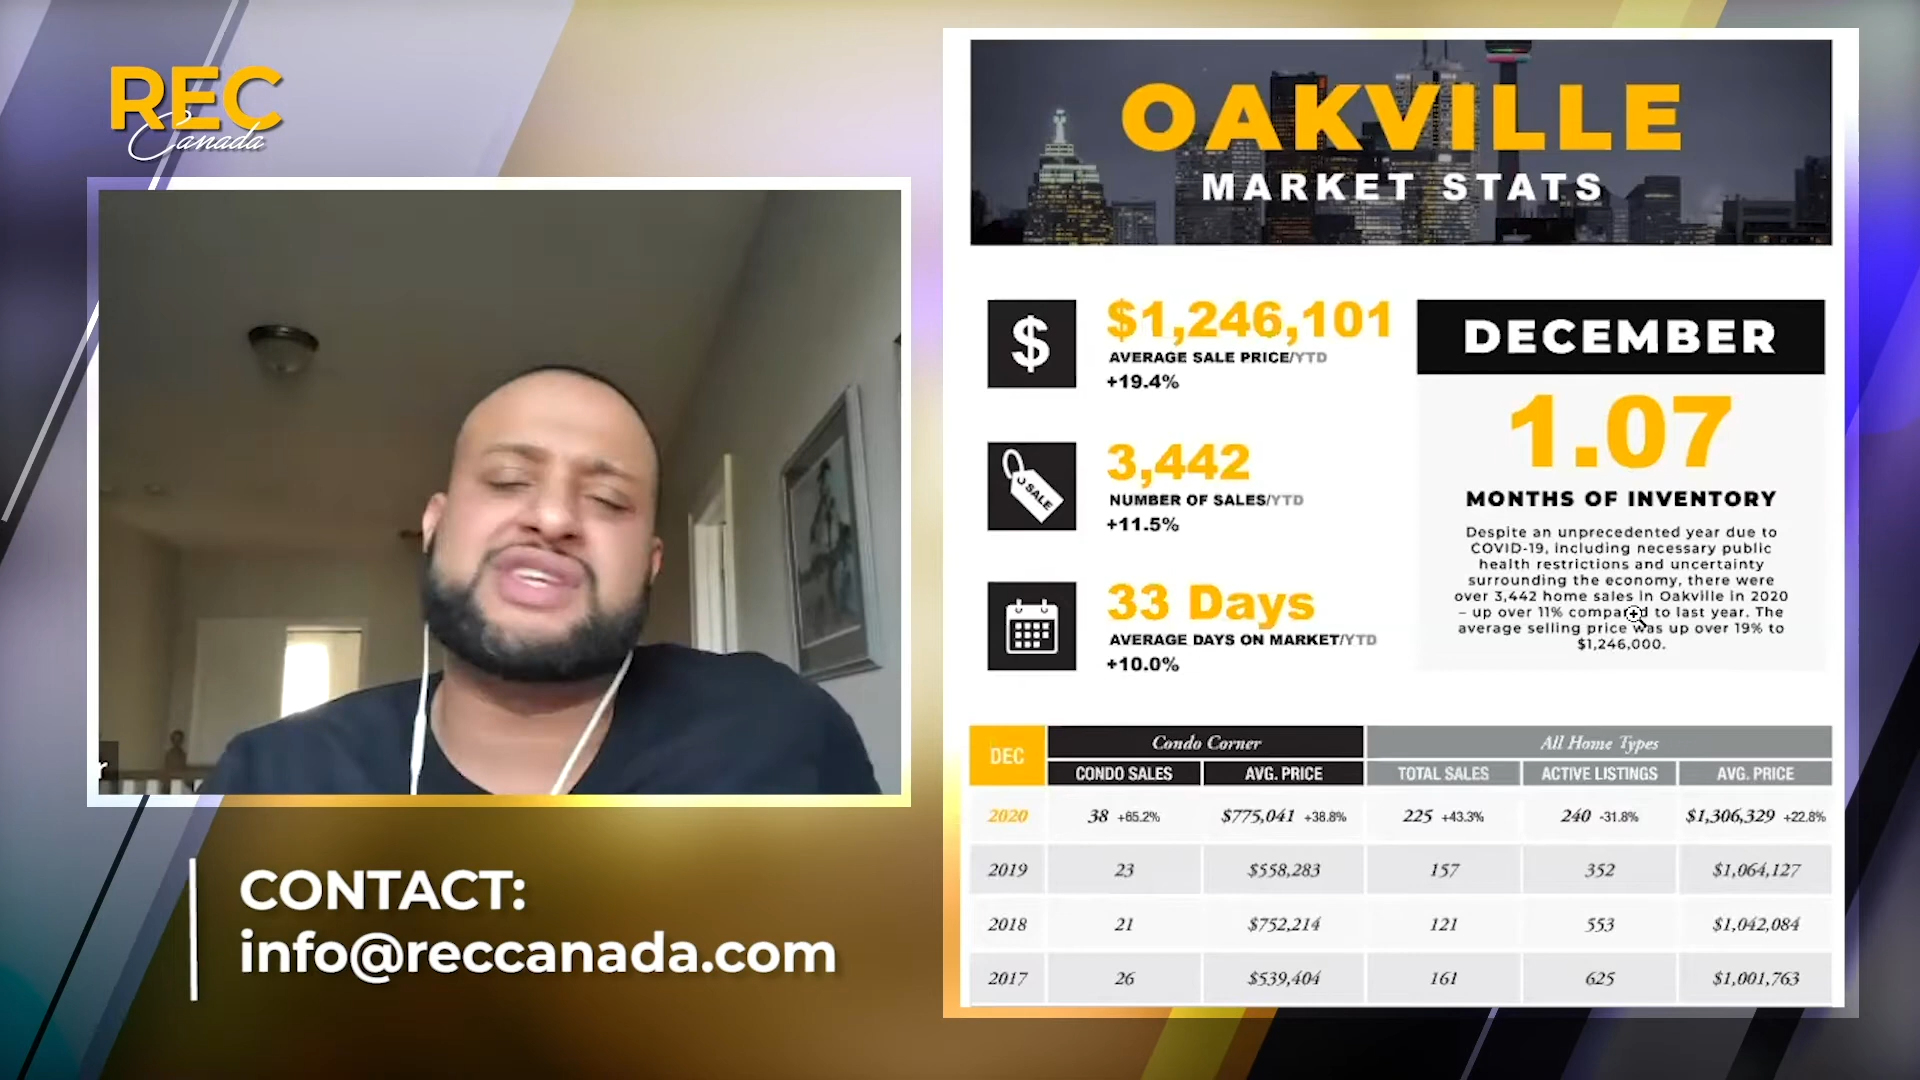 REC
Canada
CONTACT:
info@reccanada.com
OAKVILLE
MARKET STATS
$
$1,246,101
AVERAGE SALE PRICE/YTD
+19.4%
SALE
3,442
NUMBER OF SALES/YTD
+11.5%
33 Days
AVERAGE DAYS ON MARKET/YTD
+10.0%
DECEMBER
1.07
MONTHS OF INVENTORY
Despite an unprecedented year due to
COVID-19, including necessary public
health restrictions and uncertainty
surrounding the economy, there were
over 3,442 home sales in Oakville in 2020
– up over 11% compared to last year. The
average selling price was up over 19% to
$1,246,000.
DEC Condo Corner All Home Types
CONDO SALES AVG. PRICE TOTAL SALES ACTIVE LISTINGS AVG. PRICE
2020 38 +65.2% $775,041 +38.8% 225 +43.3% 240 -31.8% $1,306,329 +22.8%
2019 23 $558,283 157 352 $1,064,127
2018 21 $752,214 121 553 $1,042,084
2017 26 $539,404 161 625 $1,001,763